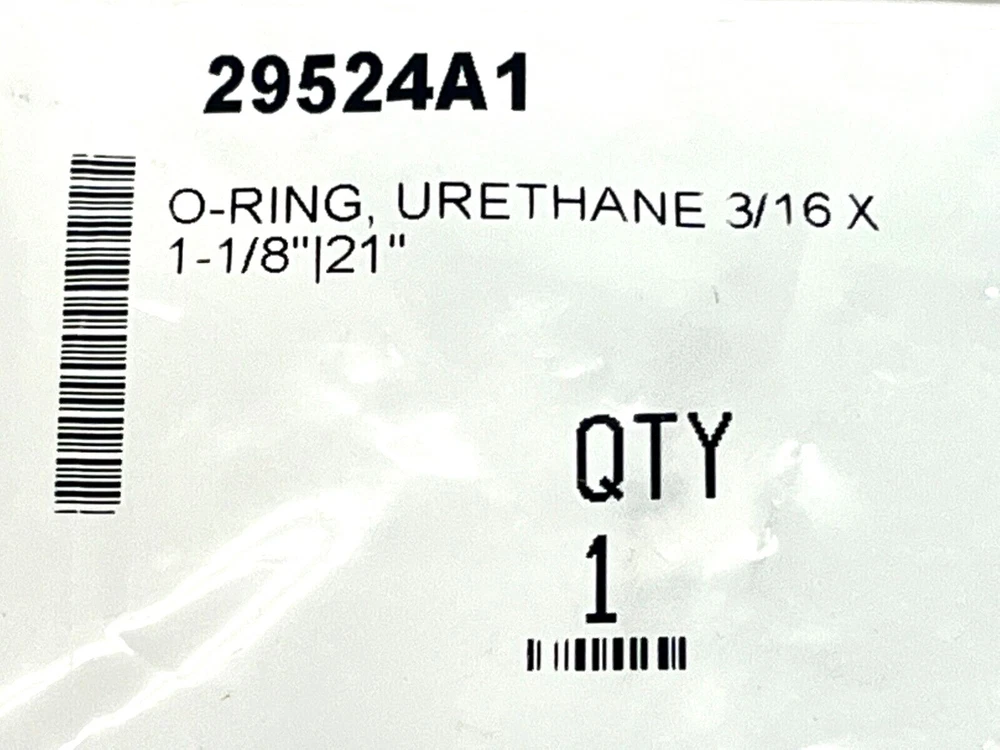 29524A1
O-RING, URETHANE 3/16 X
1-1/8"|21"
QTY
1